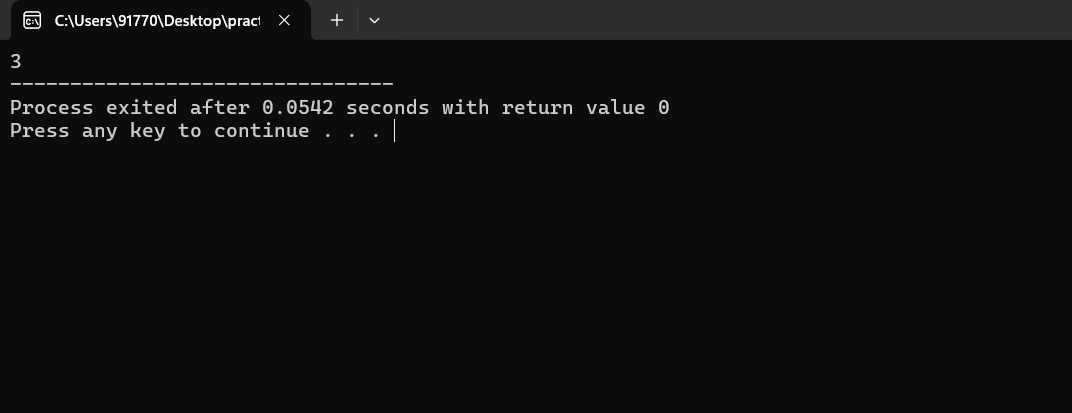 C:\Users\91770\Desktop\pract
3
--------------------------------
Process exited after 0.0542 seconds with return value 0
Press any key to continue . . .